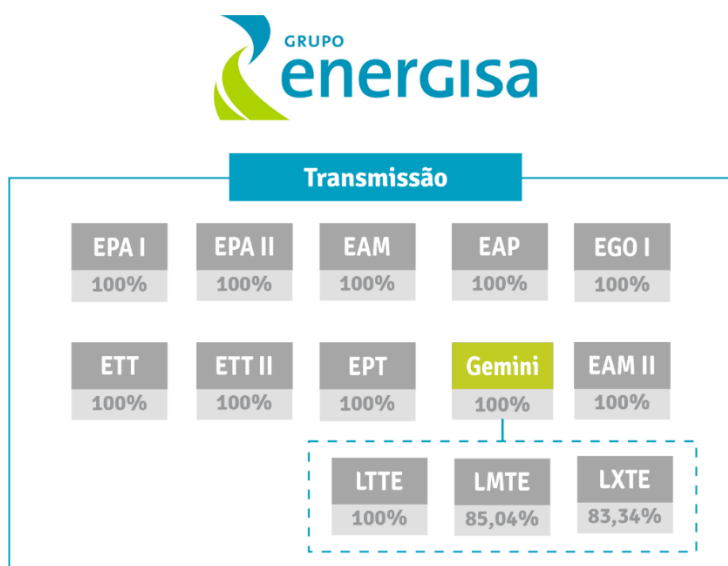 GRUPO
energisa
Transmissão
EPA I EPA II EAM EAP EGO I
100% 100% 100% 100% 100%
ETT ETT II EPT Gemini EAM II
100% 100% 100% 100% 100%
LTTE LMTE LXTE
100% 85,04% 83,34%